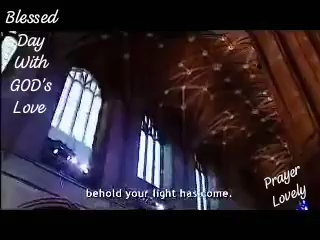 Blessed
Day
With
GOD's
Love
behold your light has come.
Prayer
Lovely